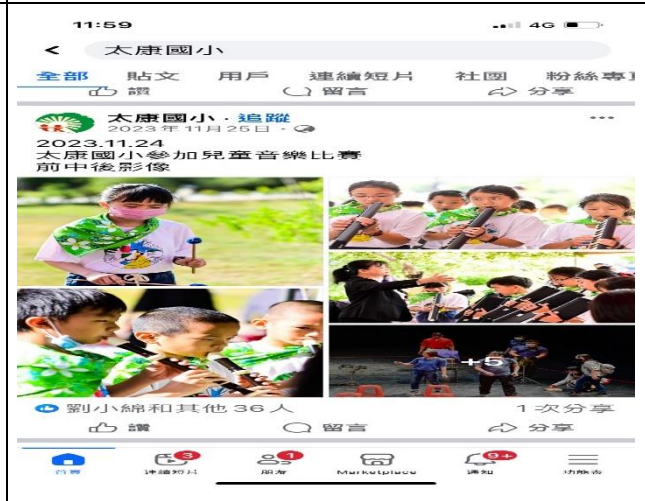 11:59
4G
太康國小
全部 貼文 用戶 連續短片 社團 粉絲專
讚 留言 分享
太康國小 · 追蹤
2023年11月25日
2023.11.24
太康國小參加兒童音樂比賽
前中後影像
+5
劉小綿和其他36人 1次分享
讚 留言 分享
3 1 9+
首頁 連續短片 朋友 Marketplace 通知 功能表